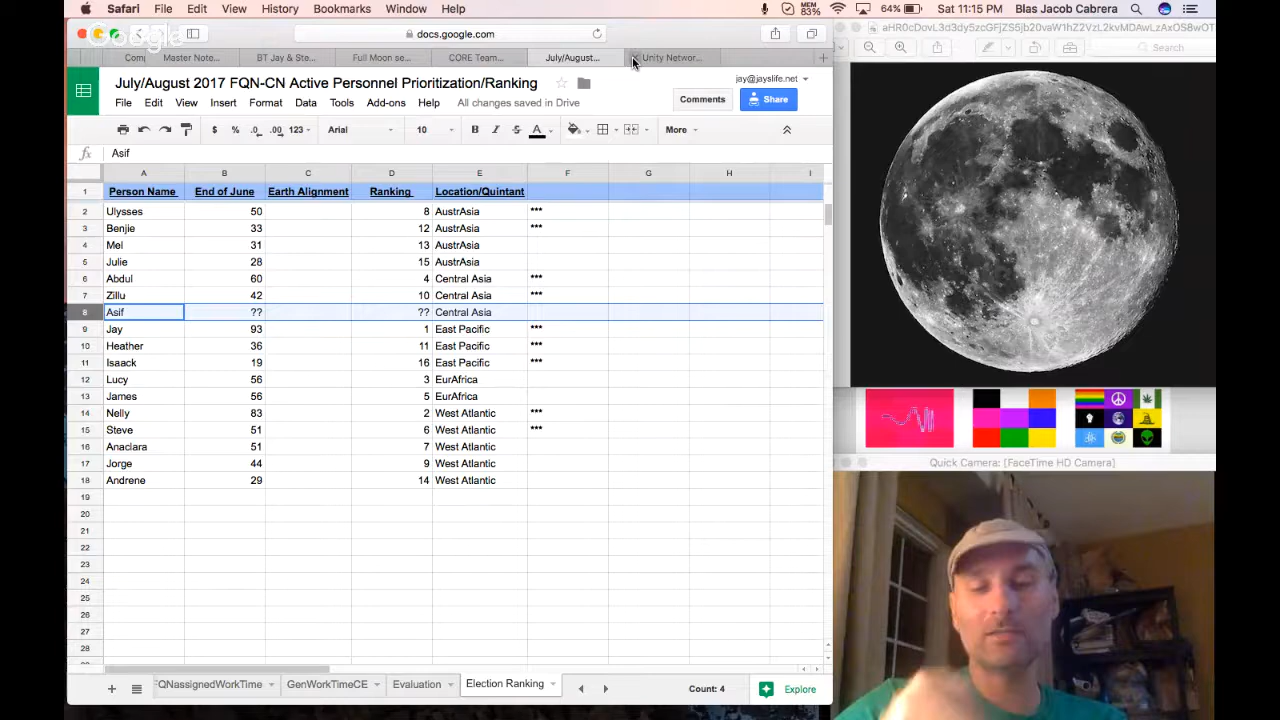 Safari File Edit View History Bookmarks Window Help
MEM 83% 64% Sat 11:15 PM Blas Jacob Cabrera
Google
docs.google.com
Com Master Note... BT Jay & Ste... Full Moon se... CORE Team... July/August... Unity Networ...
July/August 2017 FQN-CN Active Personnel Prioritization/Ranking
jay@jayslife.net
File Edit View Insert Format Data Tools Add-ons Help All changes saved in Drive
Comments Share
$ % .0 .00 123 Arial 10 B I S A More
fx Asif
A B C D E F G H I
1 Person Name End of June Earth Alignment Ranking Location/Quintant
2 Ulysses 50 8 AustrAsia ***
3 Benjie 33 12 AustrAsia ***
4 Mel 31 13 AustrAsia
5 Julie 28 15 AustrAsia
6 Abdul 60 4 Central Asia ***
7 Zillu 42 10 Central Asia ***
8 Asif ?? ?? Central Asia
9 Jay 93 1 East Pacific ***
10 Heather 36 11 East Pacific ***
11 Isaack 19 16 East Pacific ***
12 Lucy 56 3 EurAfrica
13 James 56 5 EurAfrica
14 Nelly 83 2 West Atlantic ***
15 Steve 51 6 West Atlantic ***
16 Anaclara 51 7 West Atlantic
17 Jorge 44 9 West Atlantic
18 Andrene 29 14 West Atlantic
19
20
21
22
23
24
25
26
27
28
QNassignedWorkTime GenWorkTimeCE Evaluation Election Ranking Count: 4 Explore
Search
Quick Camera: [FaceTime HD Camera]